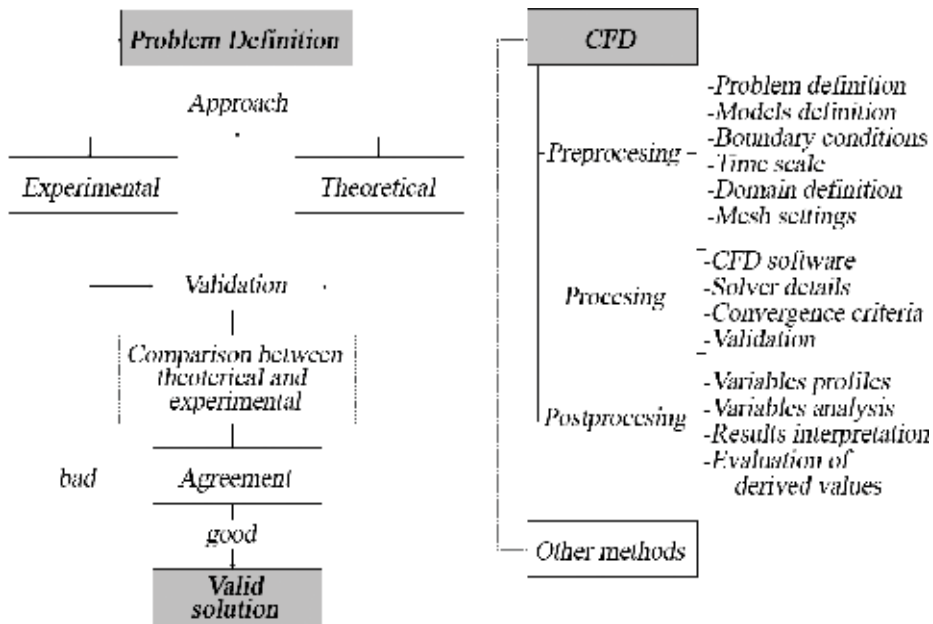 Problem Definition
Approach
Experimental
Theoretical
Validation
Comparison between
theoterical and
experimental
bad
Agreement
good
Valid
solution
CFD
Preprocesing
-Problem definition
-Models definition
-Boundary conditions
-Time scale
-Domain definition
-Mesh settings
Procesing
-CFD software
-Solver details
-Convergence criteria
-Validation
Postprocesing
-Variables profiles
-Variables analysis
-Results interpretation
-Evaluation of
derived values
Other methods